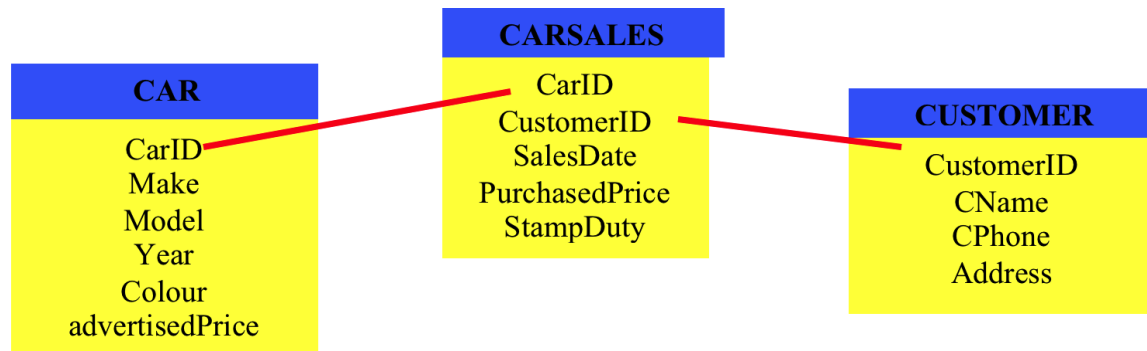 CAR
CarID
Make
Model
Year
Colour
advertisedPrice
CARSALES
CarID
CustomerID
SalesDate
PurchasedPrice
StampDuty
CUSTOMER
CustomerID
CName
CPhone
Address